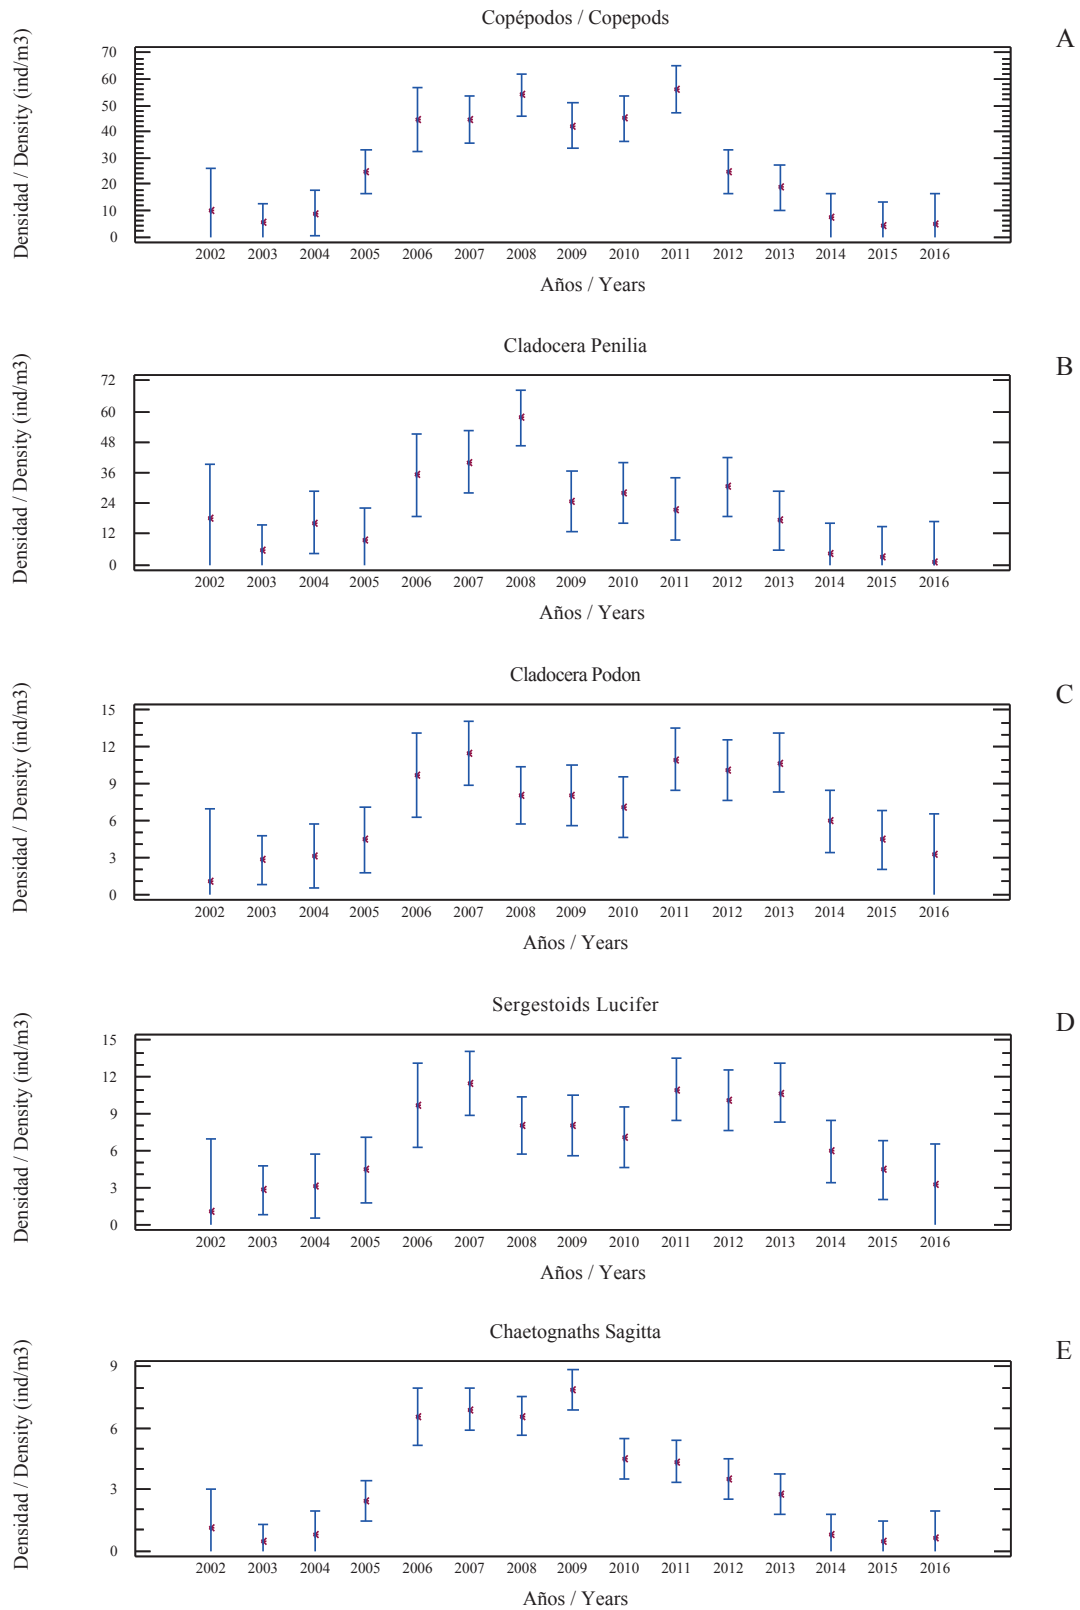 Copépodos / Copepods
A
Densidad / Density (ind/m3)
70
60
50
40
30
20
10
0
2002 2003 2004 2005 2006 2007 2008 2009 2010 2011 2012 2013 2014 2015 2016
Años / Years
Cladocera Penilia
B
Densidad / Density (ind/m3)
72
60
48
36
24
12
0
2002 2003 2004 2005 2006 2007 2008 2009 2010 2011 2012 2013 2014 2015 2016
Años / Years
Cladocera Podon
C
Densidad / Density (ind/m3)
15
12
9
6
3
0
2002 2003 2004 2005 2006 2007 2008 2009 2010 2011 2012 2013 2014 2015 2016
Años / Years
Sergestoids Lucifer
D
Densidad / Density (ind/m3)
15
12
9
6
3
0
2002 2003 2004 2005 2006 2007 2008 2009 2010 2011 2012 2013 2014 2015 2016
Años / Years
Chaetognaths Sagitta
E
Densidad / Density (ind/m3)
9
6
3
0
2002 2003 2004 2005 2006 2007 2008 2009 2010 2011 2012 2013 2014 2015 2016
Años / Years